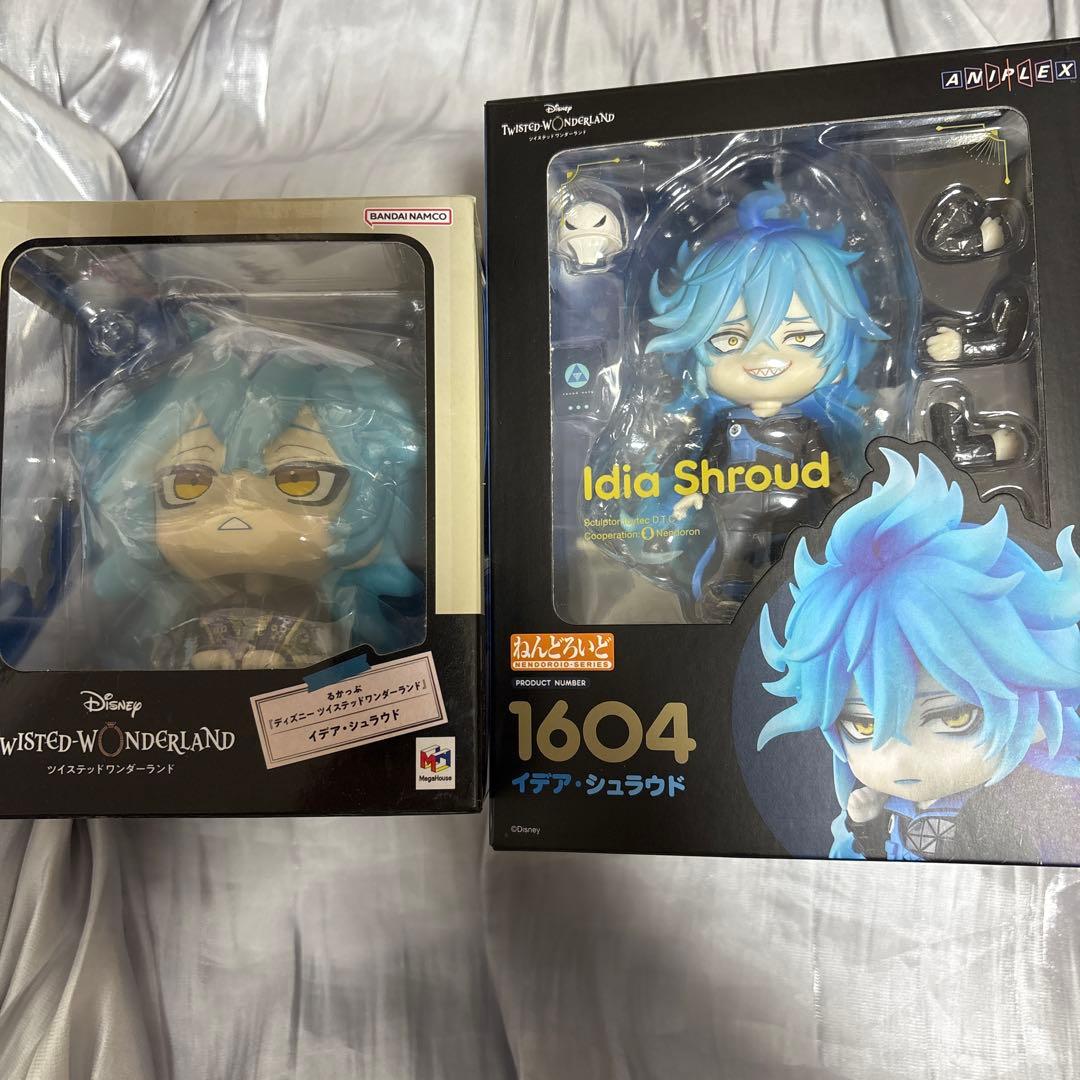 BANDAI NAMCO
Disney
WISTED-WONDERLAND
ツイステッドワンダーランド
るかっぷ
『ディズニー ツイステッドワンダーランド』
イデア・シュラウド
MegaHouse
Disney
TWISTED-WONDERLAND
ツイステッドワンダーランド
ANIPLEX
Idia Shroud
Cooperation: Nendoron
ねんどろいど
NENDOROID-SERIES
PRODUCT NUMBER
1604
イデア・シュラウド
©Disney